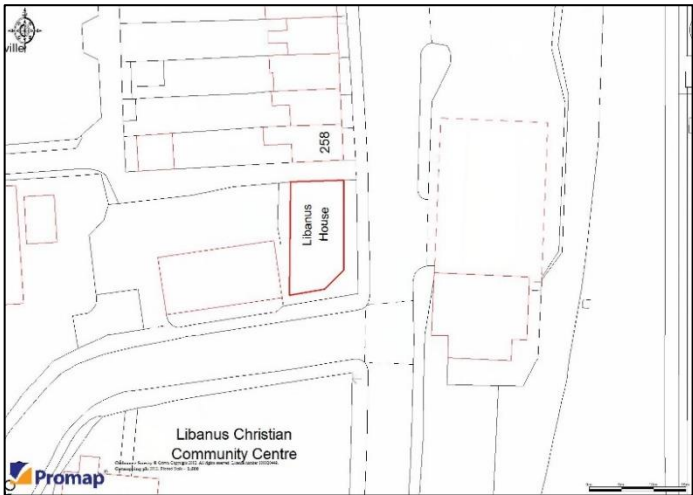 ville
258
Libanus
House
Libanus Christian
Community Centre
Promap